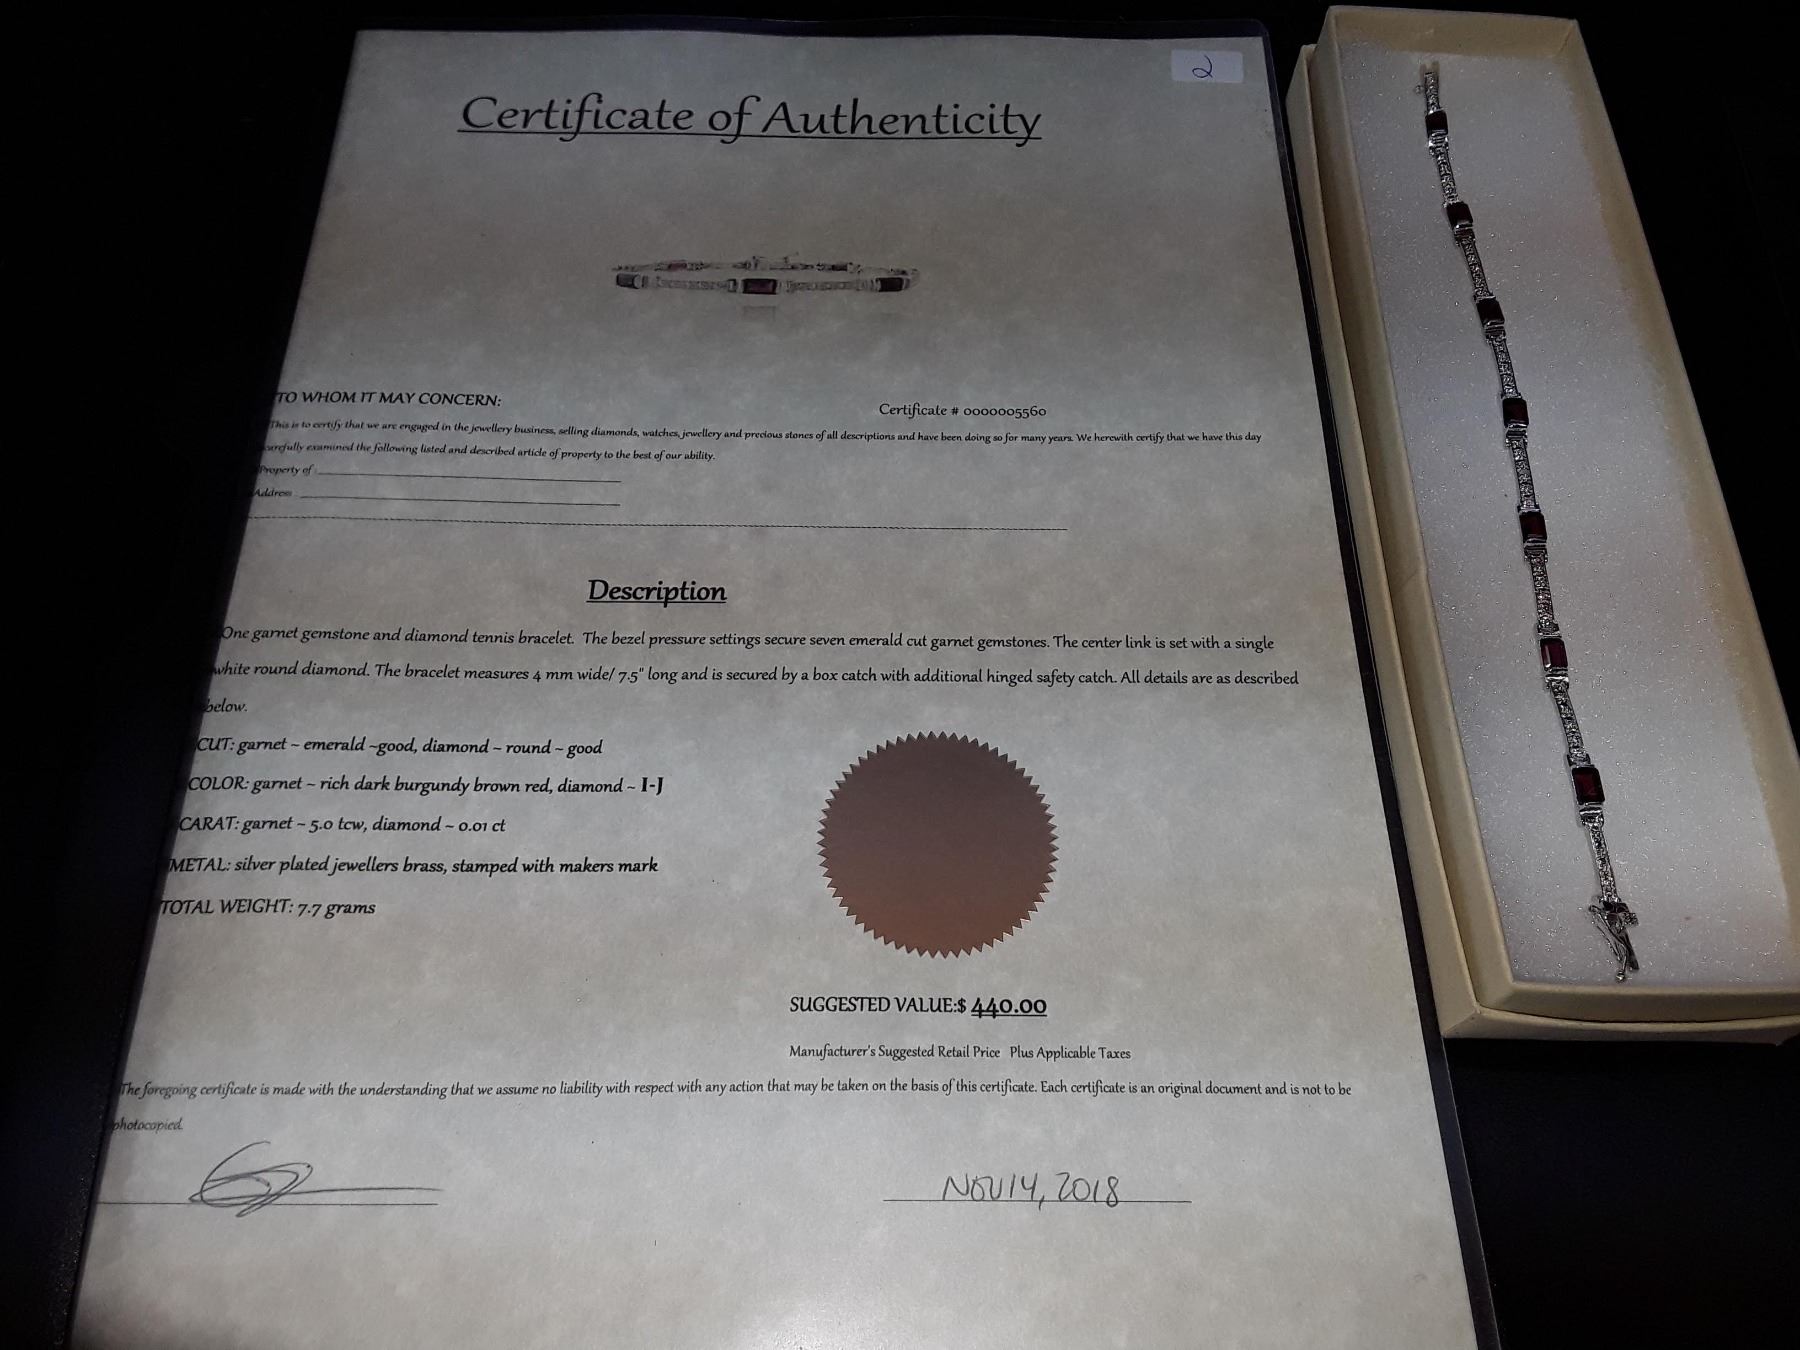 2
Certificate of Authenticity
TO WHOM IT MAY CONCERN:
Certificate # 0000005560
This is to certify that we are engaged in the jewellery business, selling diamonds, watches, jewellery and precious stones of all descriptions and have been doing so for many years. We herewith certify that we have this day
carefully examined the following listed and described article of property to the best of our ability.
Property of:
Address:
Description
One garnet gemstone and diamond tennis bracelet. The bezel pressure settings secure seven emerald cut garnet gemstones. The center link is set with a single
white round diamond. The bracelet measures 4 mm wide/ 7.5" long and is secured by a box catch with additional hinged safety catch. All details are as described
below.
CUT: garnet ~ emerald ~good, diamond ~ round ~ good
COLOR: garnet ~ rich dark burgundy brown red, diamond ~ I-J
CARAT: garnet ~ 5.0 tcw, diamond ~ 0.01 ct
METAL: silver plated jewellers brass, stamped with makers mark
TOTAL WEIGHT: 7.7 grams
SUGGESTED VALUE:$ 440.00
Manufacturer's Suggested Retail Price Plus Applicable Taxes
The foregoing certificate is made with the understanding that we assume no liability with respect with any action that may be taken on the basis of this certificate. Each certificate is an original document and is not to be
photocopied.
NOV 14, 2018